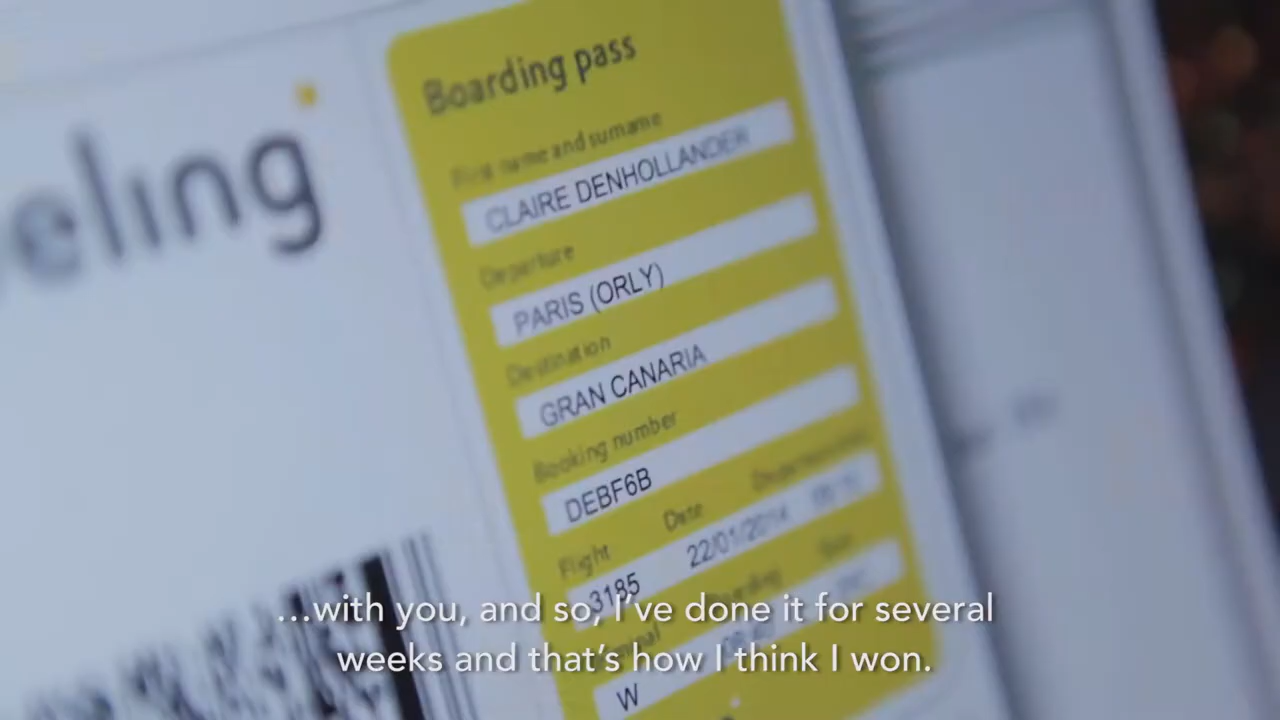 eling
Boarding pass
First name and surname
CLAIRE DENHOLLANDER
Departure
PARIS (ORLY)
Destination
GRAN CANARIA
Booking number
DEBF6B
Flight Date
3185 22/01/2014
W
…with you, and so, I've done it for several
weeks and that's how I think I won.